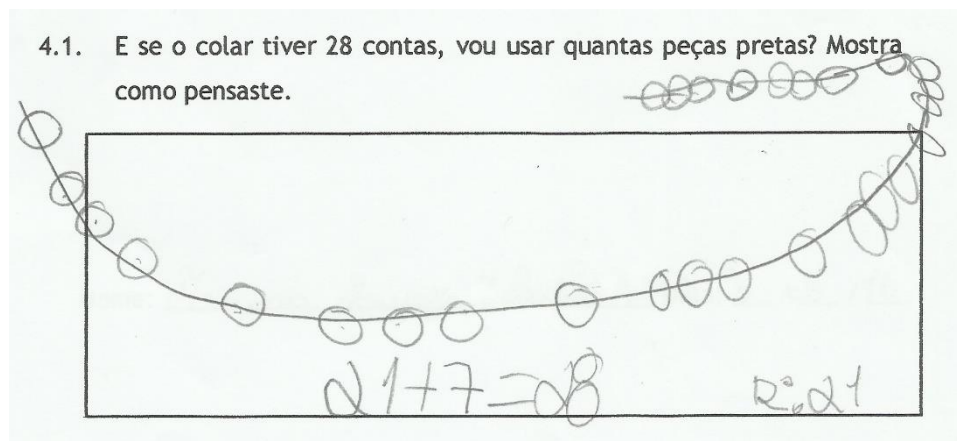 4.1. E se o colar tiver 28 contas, vou usar quantas peças pretas? Mostra
como pensaste.
21+7=28
R: 21